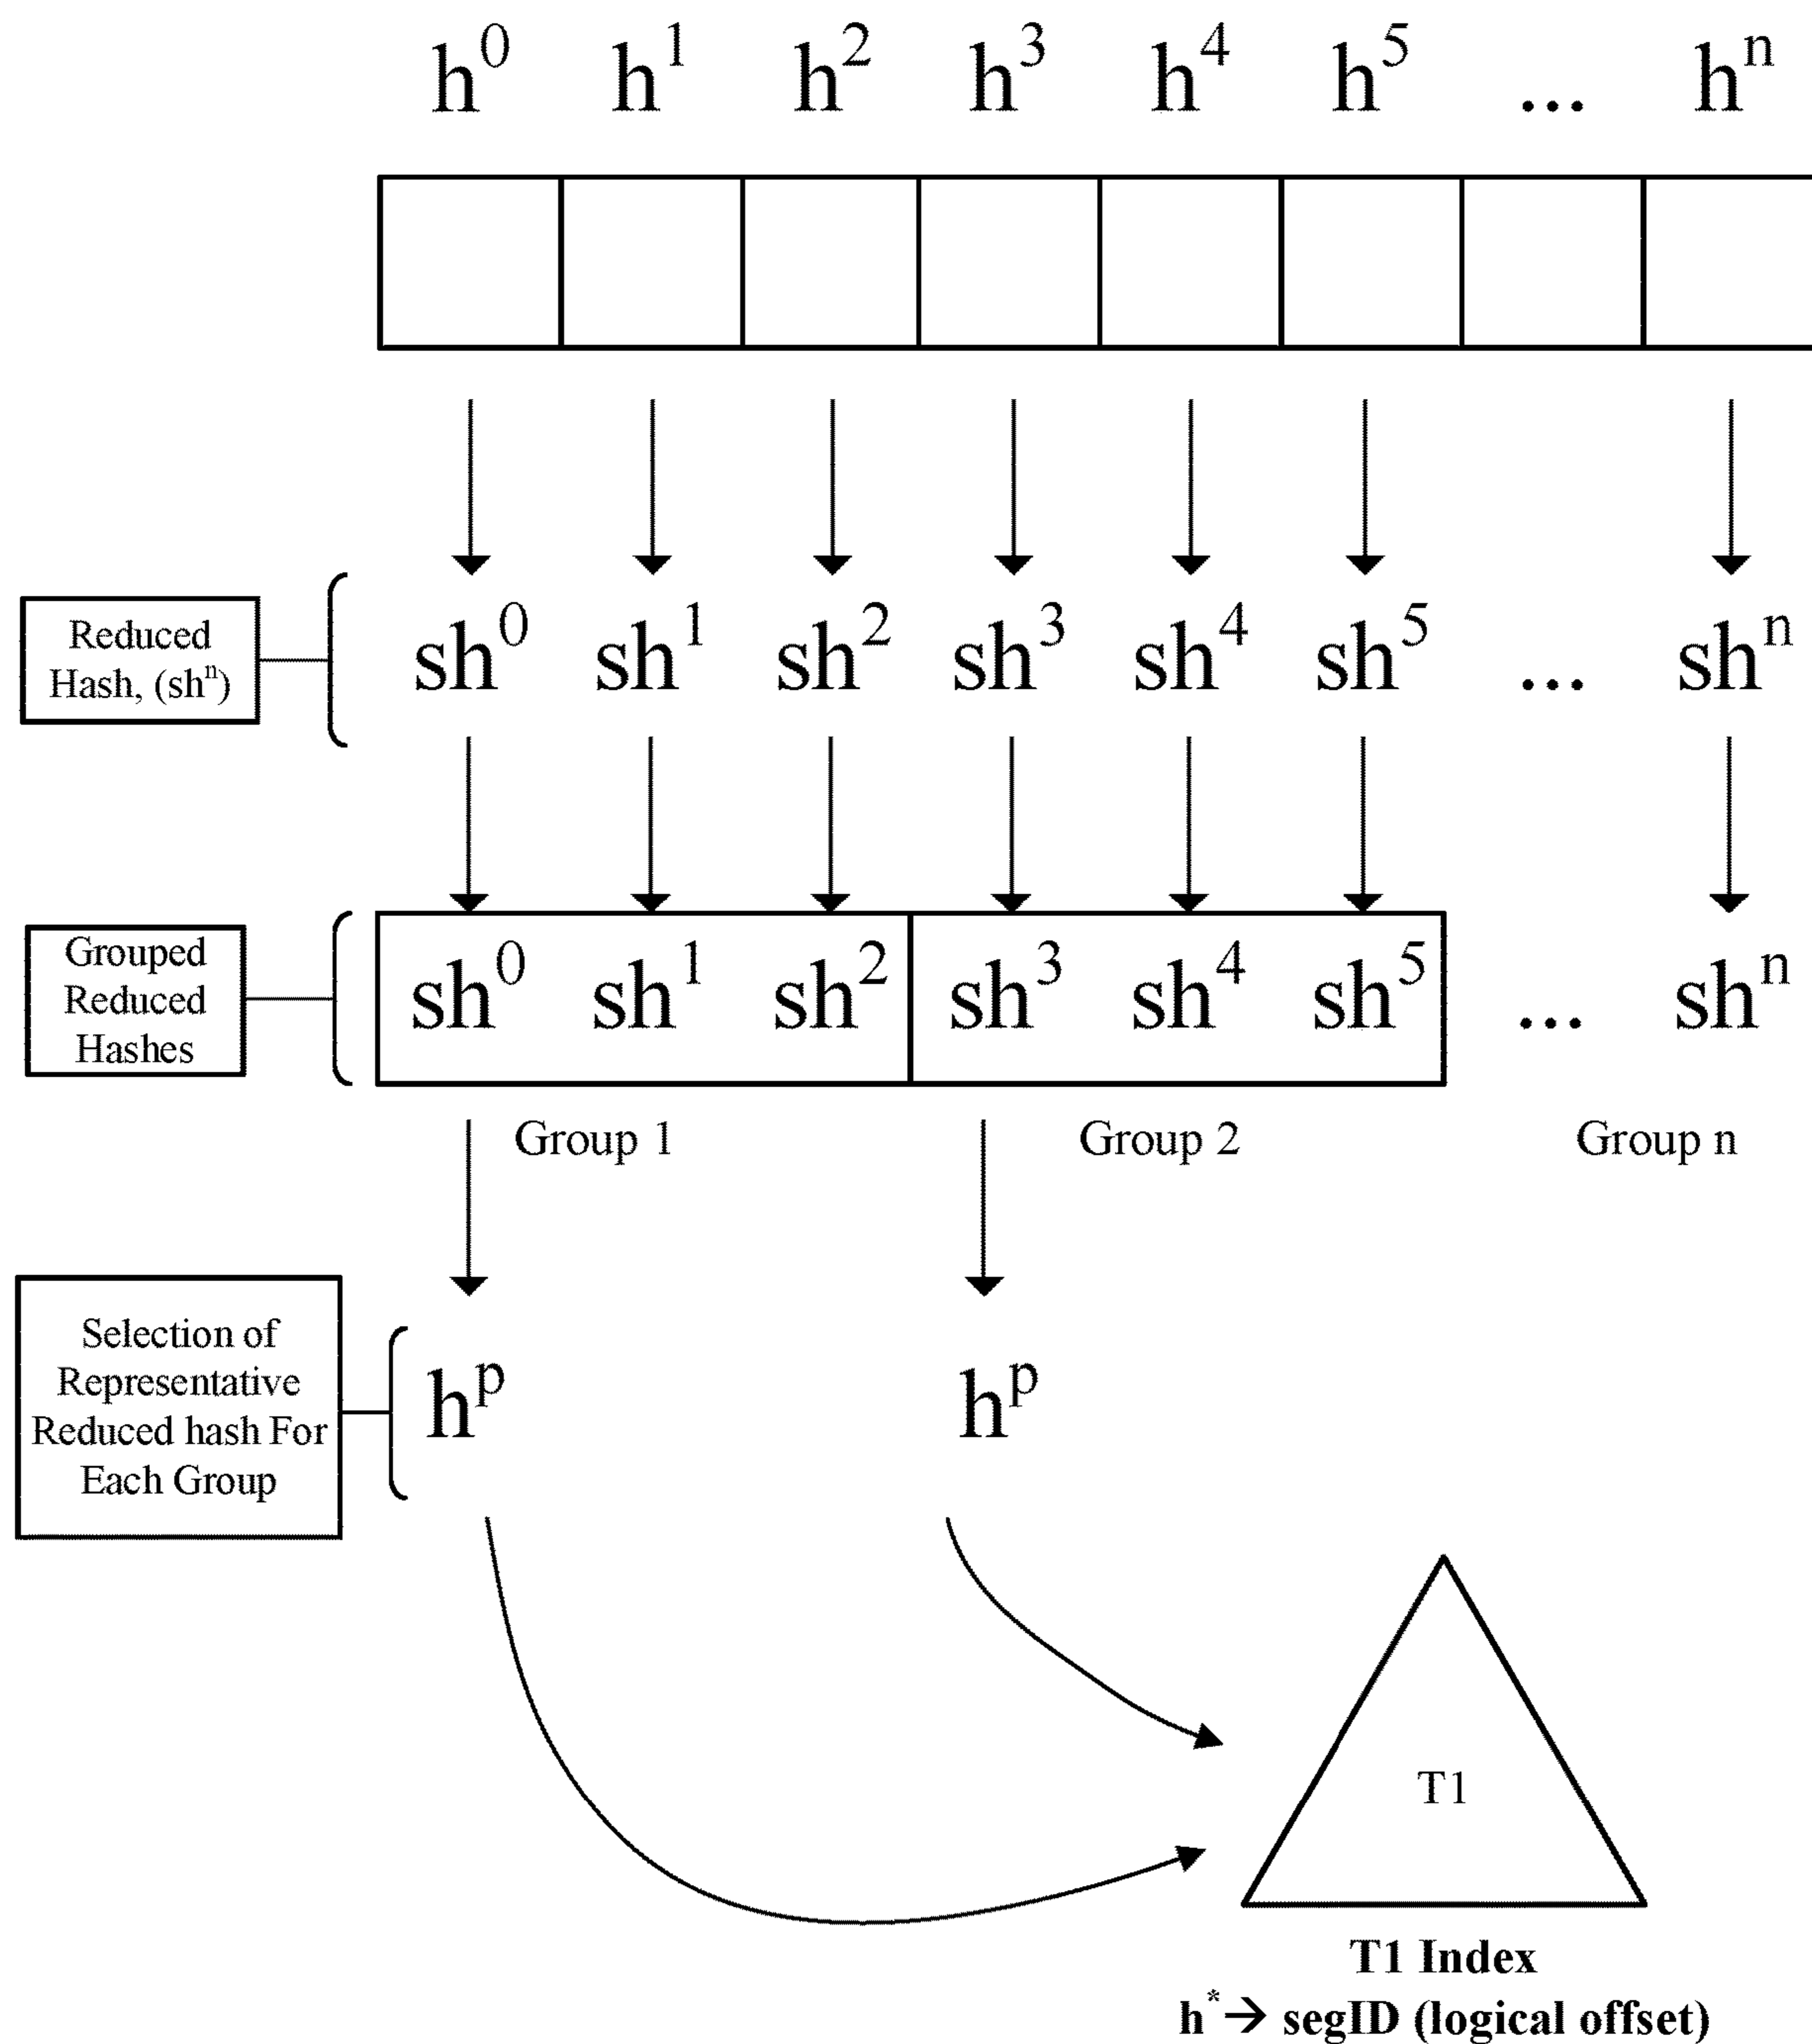 h⁰ h¹ h² h³ h⁴ h⁵ ... hⁿ
Reduced
Hash, (shⁿ)
sh⁰ sh¹ sh² sh³ sh⁴ sh⁵ ... shⁿ
Grouped
Reduced
Hashes
sh⁰ sh¹ sh² sh³ sh⁴ sh⁵ ... shⁿ
Group 1 Group 2 Group n
Selection of
Representative
Reduced hash For
Each Group
hᵖ hᵖ
T1
T1 Index
h* → segID (logical offset)